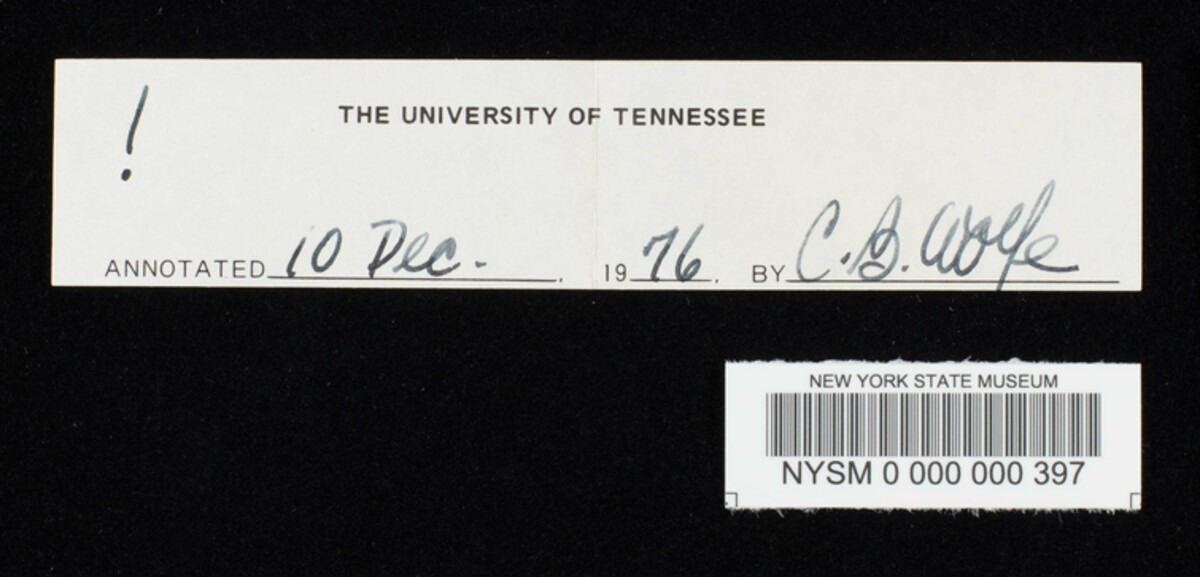 !
THE UNIVERSITY OF TENNESSEE
ANNOTATED 10 Dec. , 1976, BY C.B. Wolfe
NEW YORK STATE MUSEUM
NYSM 0 000 000 397